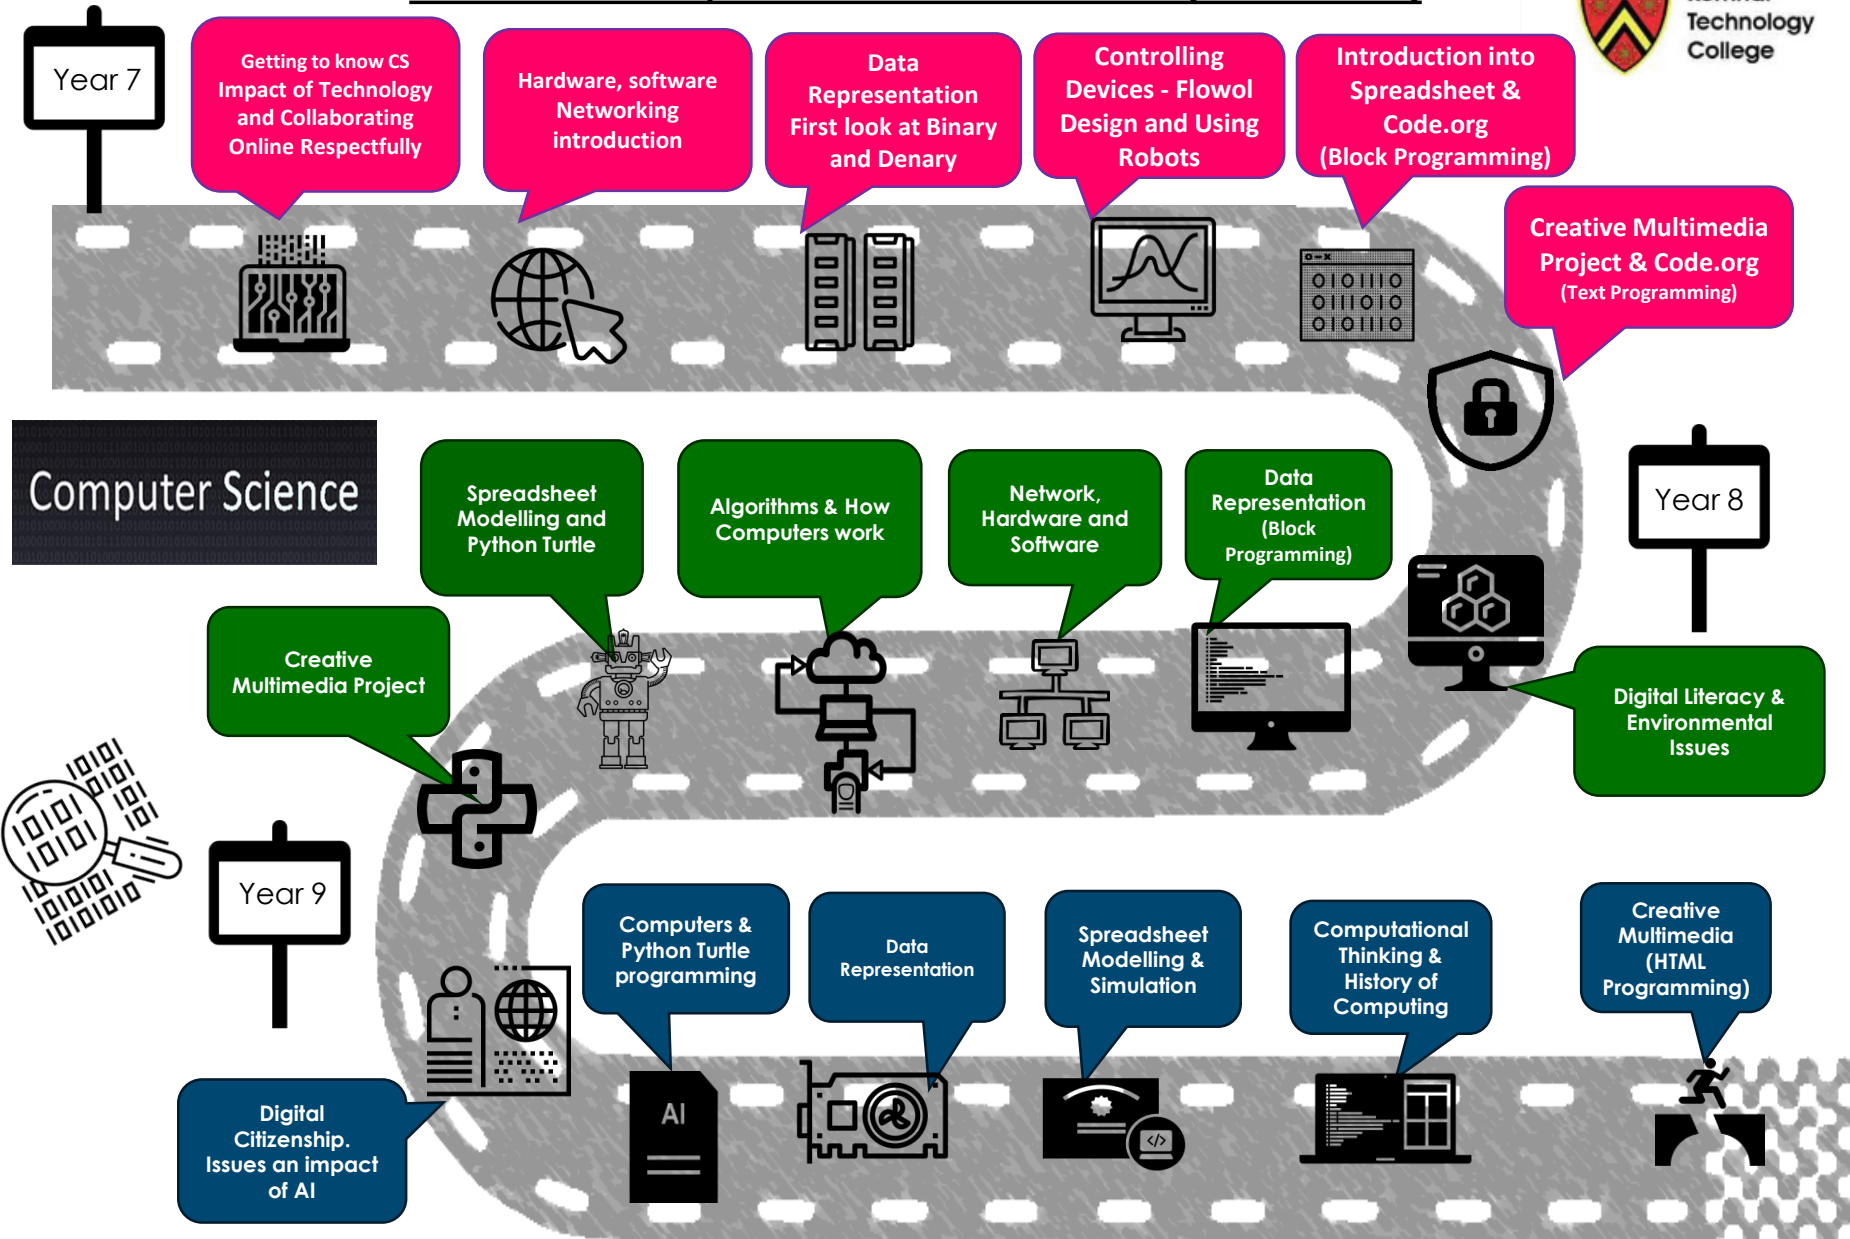 Technology
College
Year 7
Getting to know CS
Impact of Technology
and Collaborating
Online Respectfully
Hardware, software
Networking
introduction
Data
Representation
First look at Binary
and Denary
Controlling
Devices - Flowol
Design and Using
Robots
Introduction into
Spreadsheet &
Code.org
(Block Programming)
Creative Multimedia
Project & Code.org
(Text Programming)
Computer Science
Year 8
Digital Literacy &
Environmental
Issues
Data
Representation
(Block
Programming)
Network,
Hardware and
Software
Algorithms & How
Computers work
Spreadsheet
Modelling and
Python Turtle
Creative
Multimedia Project
Year 9
Digital
Citizenship.
Issues an impact
of AI
Computers &
Python Turtle
programming
Data
Representation
Spreadsheet
Modelling &
Simulation
Computational
Thinking &
History of
Computing
Creative
Multimedia
(HTML
Programming)
AI